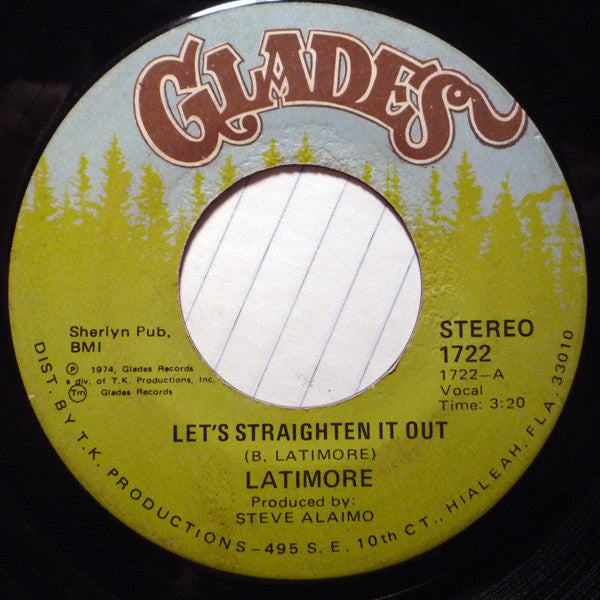 GLADES
Sherlyn Pub.
BMI
Ⓟ 1974, Glades Records
a div. of T.K. Productions, Inc.
Tm Glades Records
STEREO
1722
1722-A
Vocal
Time: 3:20
LET'S STRAIGHTEN IT OUT
(B. LATIMORE)
LATIMORE
Produced by:
STEVE ALAIMO
DIST. BY T.K. PRODUCTIONS-495 S. E. 10th CT., HIALEAH, FLA. 33010